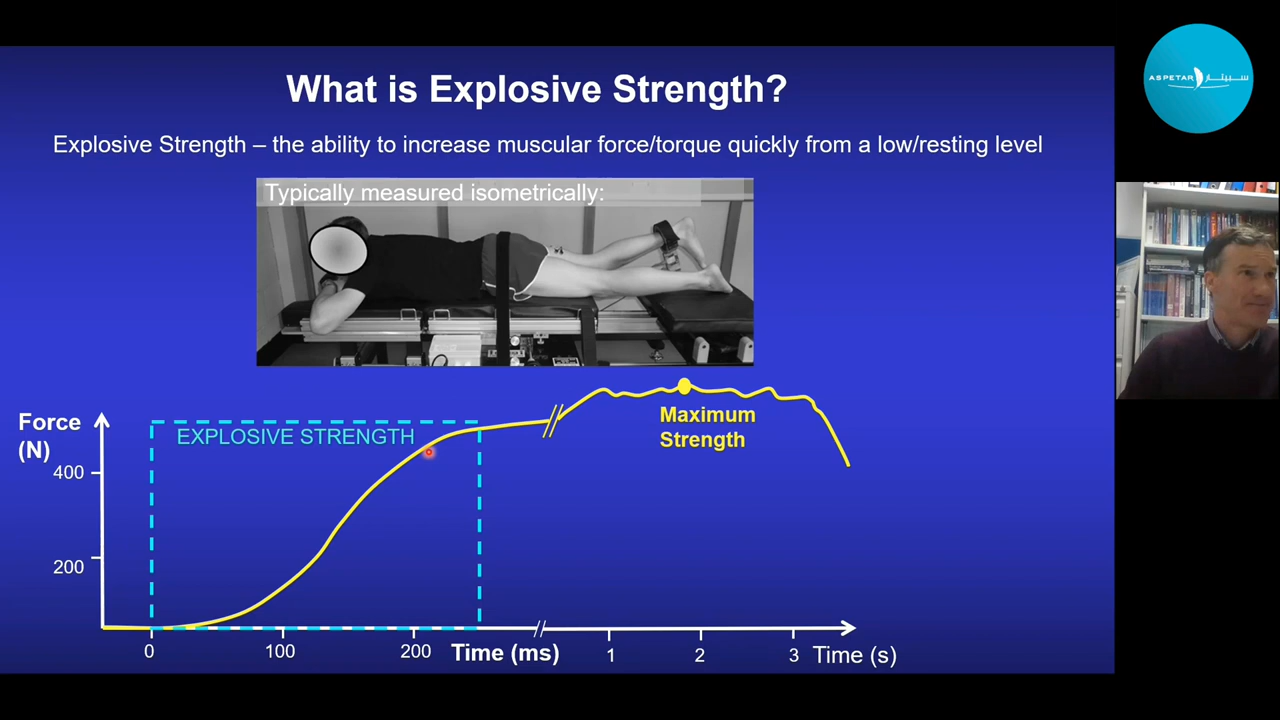 What is Explosive Strength?
ASPETAR سبيتار
Explosive Strength – the ability to increase muscular force/torque quickly from a low/resting level
Typically measured isometrically:
Force
(N)
400
200
EXPLOSIVE STRENGTH
Maximum
Strength
0 100 200 Time (ms) 1 2 3 Time (s)